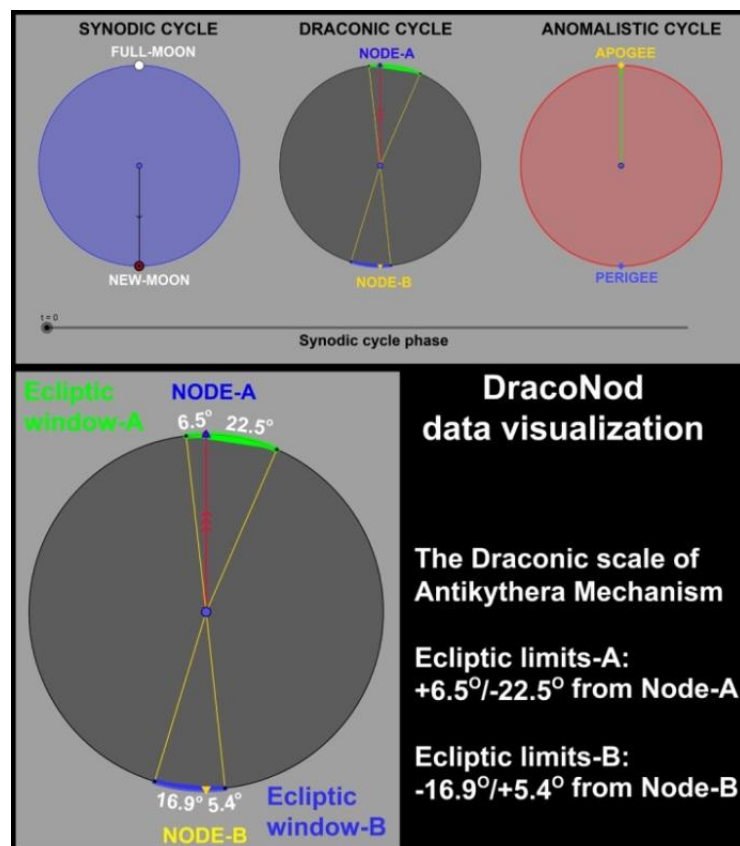 SYNODIC CYCLE
FULL-MOON
NEW-MOON
DRACONIC CYCLE
NODE-A
NODE-B
ANOMALISTIC CYCLE
APOGEE
PERIGEE
t = 0
Synodic cycle phase
Ecliptic
window-A
NODE-A
6.5° 22.5°
16.9° 5.4°
NODE-B
Ecliptic
window-B
DracoNod
data visualization
The Draconic scale of
Antikythera Mechanism
Ecliptic limits-A:
+6.5°/-22.5° from Node-A
Ecliptic limits-B:
-16.9°/+5.4° from Node-B